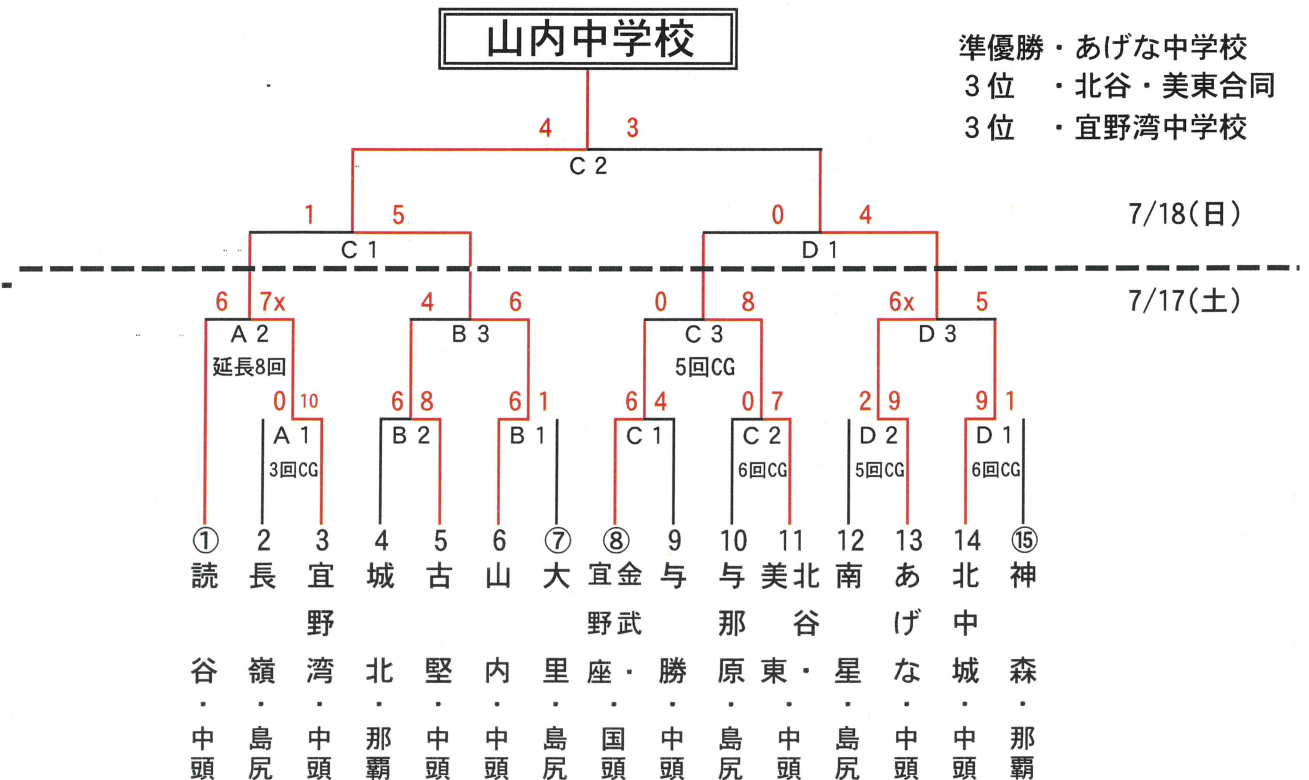 山内中学校
準優勝・あげな中学校
3位　・北谷・美東合同
3位　・宜野湾中学校
4 3
C 2
1 5 0 4 7/18(日)
C 1 D 1
6 7x 4 6 0 8 6x 5 7/17(土)
A 2 B 3 C 3 D 3
延長8回 5回CG
0 10 6 8 6 1 6 4 0 7 2 9 9 1
A 1 B 2 B 1 C 1 C 2 D 2 D 1
3回CG 6回CG 5回CG 6回CG
① 読谷・中頭
2 長嶺・島尻
3 宜野湾・中頭
4 城北・那覇
5 古堅・中頭
6 山内・中頭
⑦ 大里・島尻
⑧ 金武・宜野座・国頭
9 与勝・中頭
10 与那原・島尻
11 北谷・美東・中頭
12 南星・島尻
13 あげな・中頭
14 北中城・中頭
⑮ 神森・那覇